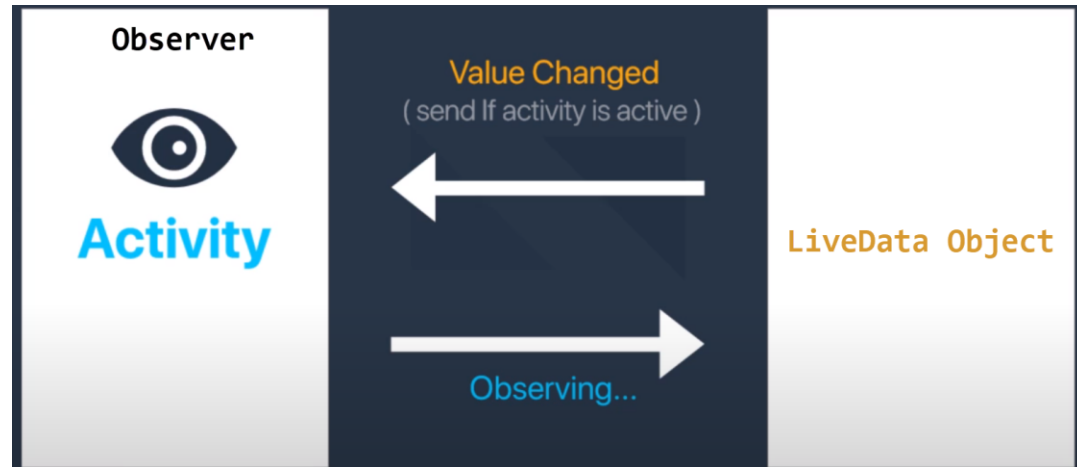 Observer
Activity
Value Changed
( send If activity is active )
Observing...
LiveData Object